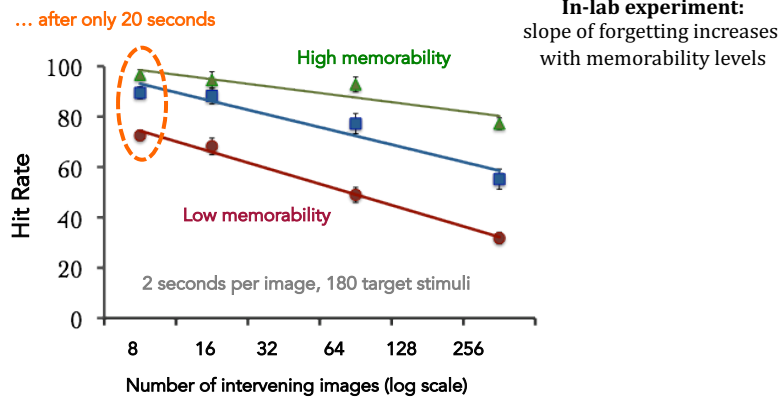 … after only 20 seconds
In-lab experiment:
slope of forgetting increases
with memorability levels
High memorability
100
80
60
40
20
0
Hit Rate
Low memorability
2 seconds per image, 180 target stimuli
8 16 32 64 128 256
Number of intervening images (log scale)